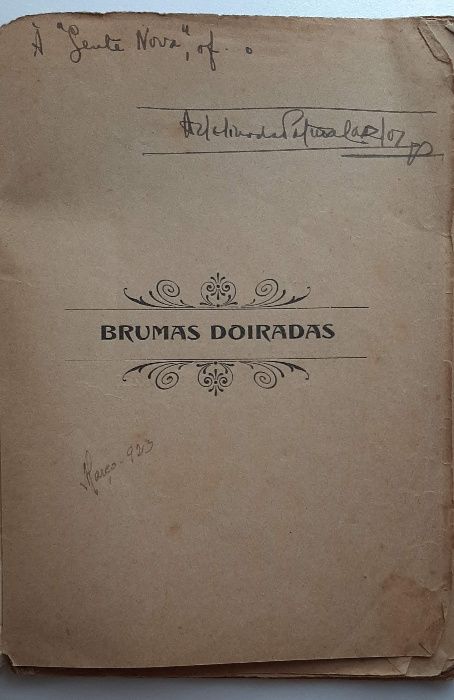 À "Gente Nova", of.
BRUMAS DOIRADAS
Março-923